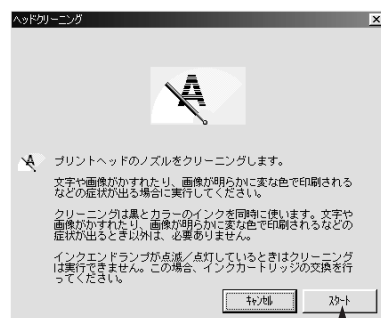 ヘッドクリーニング
A
A
プリントヘッドのノズルをクリーニングします。
文字や画像がかすれたり、画像が明らかに変な色で印刷される
などの症状が出る場合に実行してください。
クリーニングは黒とカラーのインクを同時に使います。文字や
画像がかすれたり、画像が明らかに変な色で印刷されるなどの
症状が出るとき以外は、必要ありません。
インクエンドランプが点滅／点灯しているときはクリーニング
は実行できません。この場合、インクカートリッジの交換を行
ってください。
キャンセル
スタート